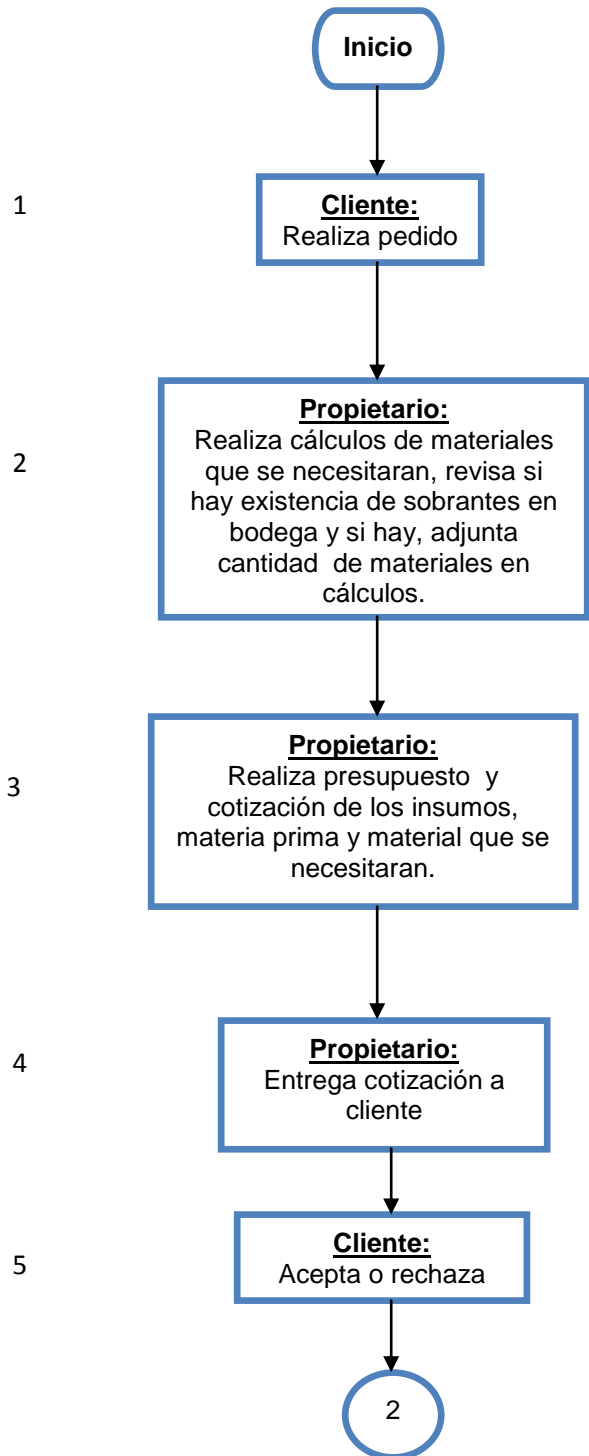 Inicio
1
Cliente:
Realiza pedido
2
Propietario:
Realiza cálculos de materiales
que se necesitaran, revisa si
hay existencia de sobrantes en
bodega y si hay, adjunta
cantidad  de materiales en
cálculos.
3
Propietario:
Realiza presupuesto  y
cotización de los insumos,
materia prima y material que se
necesitaran.
4
Propietario:
Entrega cotización a
cliente
5
Cliente:
Acepta o rechaza
2